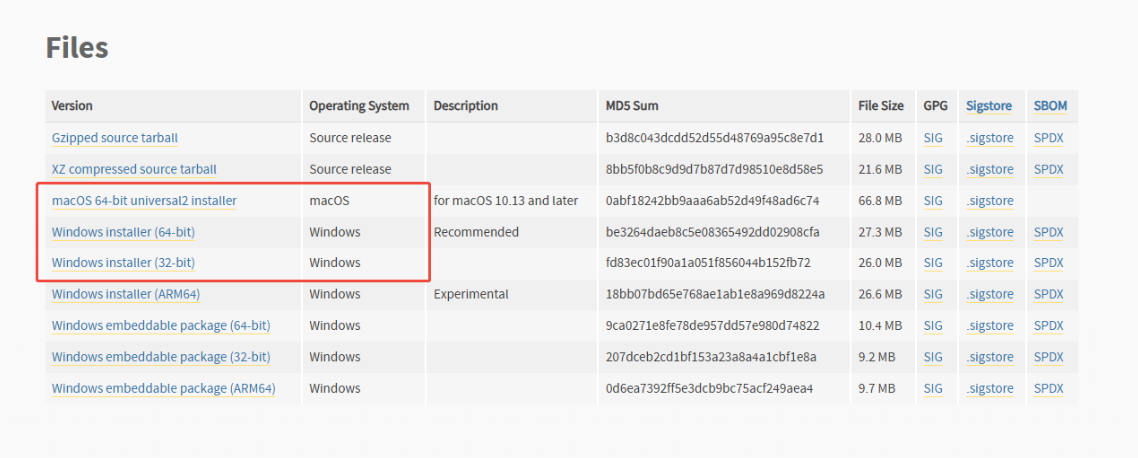 Files
Version Operating System Description MD5 Sum File Size GPG Sigstore SBOM
Gzipped source tarball Source release b3d8c043dcdd52d55d48769a95c8e7d1 28.0 MB SIG .sigstore SPDX
XZ compressed source tarball Source release 8bb5f0b8c9d9d7b87d7d98510e8d58e5 21.6 MB SIG .sigstore SPDX
macOS 64-bit universal2 installer macOS for macOS 10.13 and later 0abf18242bb9aaa6ab52d49f48ad6c74 66.8 MB SIG .sigstore
Windows installer (64-bit) Windows Recommended be3264daeb8c5e08365492dd02908cfa 27.3 MB SIG .sigstore SPDX
Windows installer (32-bit) Windows fd83ec01f90a1a051f856044b152fb72 26.0 MB SIG .sigstore SPDX
Windows installer (ARM64) Windows Experimental 18bb07bd65e768ae1ab1e8a969d8224a 26.6 MB SIG .sigstore SPDX
Windows embeddable package (64-bit) Windows 9ca0271e8fe78de957dd57e980d74822 10.4 MB SIG .sigstore SPDX
Windows embeddable package (32-bit) Windows 207dceb2cd1bf153a23a8a4a1cbf1e8a 9.2 MB SIG .sigstore SPDX
Windows embeddable package (ARM64) Windows 0d6ea7392ff5e3dcb9bc75acf249aea4 9.7 MB SIG .sigstore SPDX